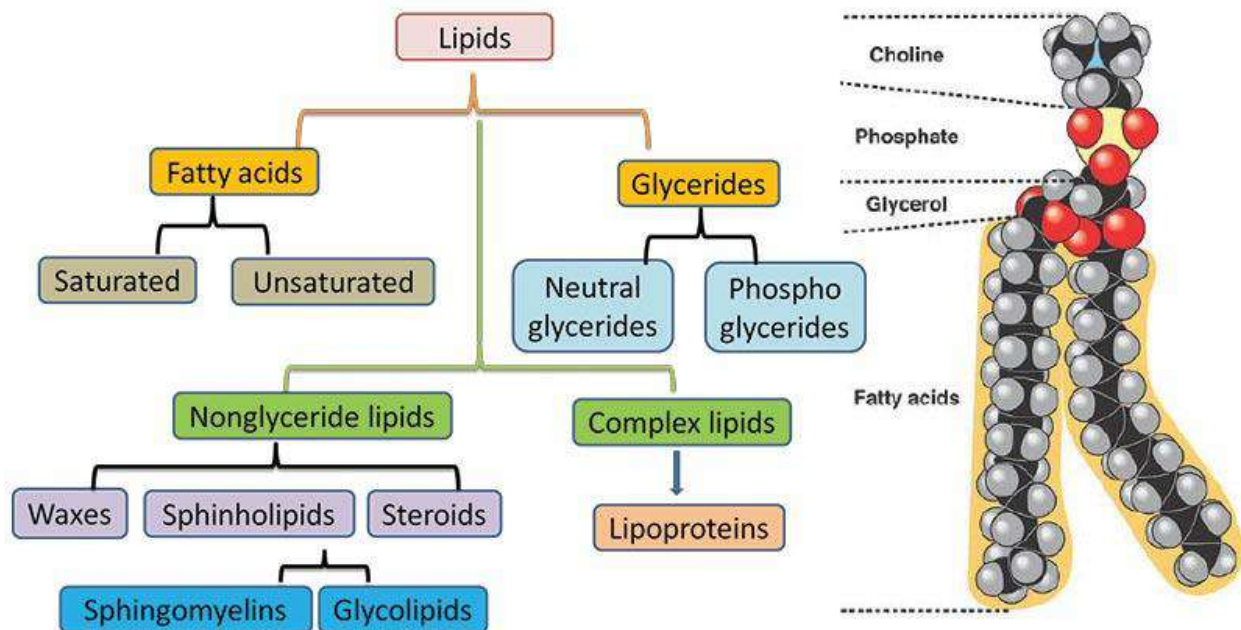 Lipids
Fatty acids
Glycerides
Saturated
Unsaturated
Neutral
glycerides
Phospho
glycerides
Nonglyceride lipids
Complex lipids
Waxes
Sphinholipids
Steroids
Lipoproteins
Sphingomyelins
Glycolipids
Choline
Phosphate
Glycerol
Fatty acids